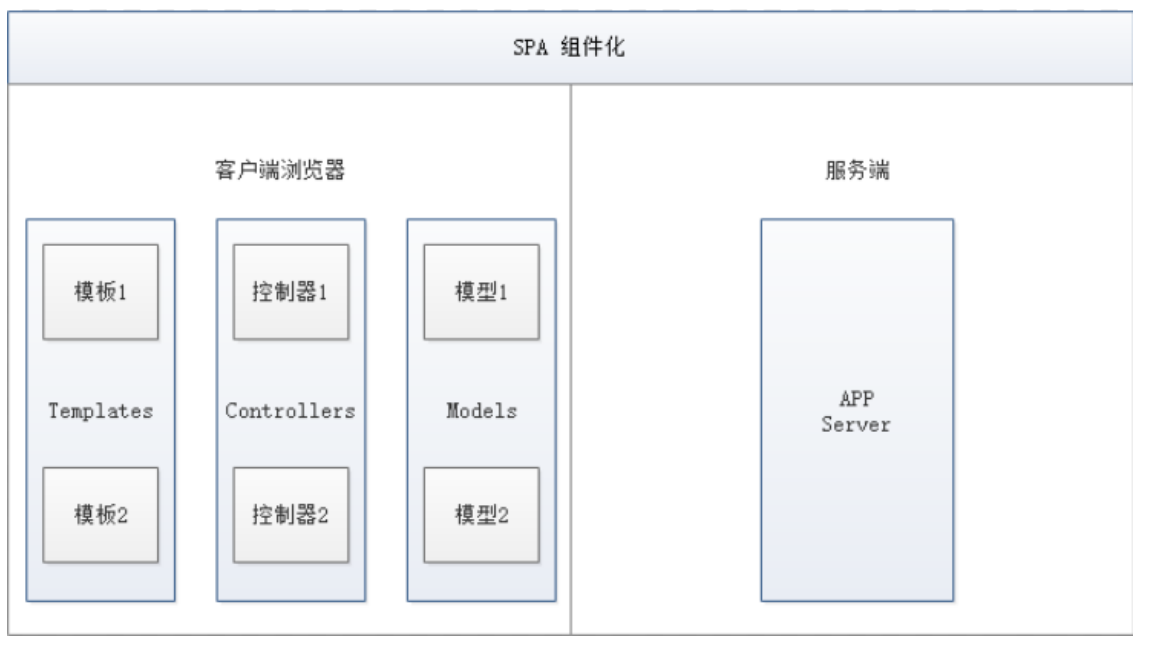 SPA 组件化
客户端浏览器
服务端
模板1
控制器1
模型1
Templates
Controllers
Models
APP
Server
模板2
控制器2
模型2